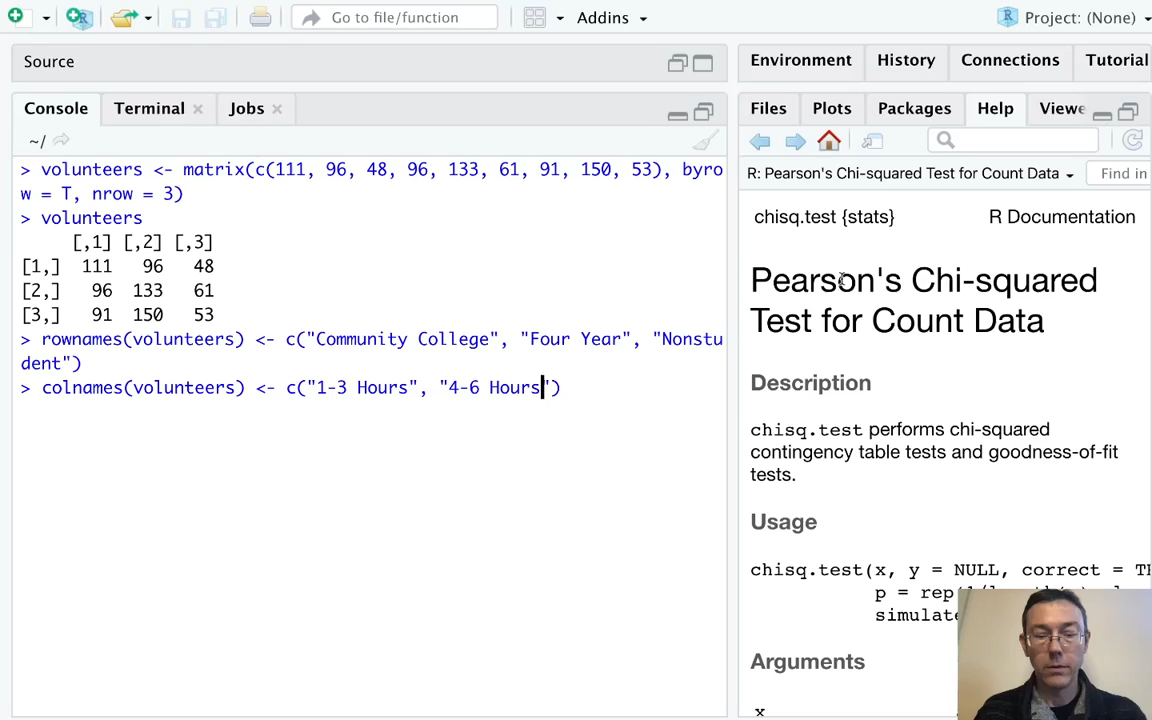 Go to file/function
Addins
Project: (None)
Source
Environment
History
Connections
Tutorial
Console
Terminal
Jobs
Files
Plots
Packages
Help
Viewe
~/
> volunteers <- matrix(c(111, 96, 48, 96, 133, 61, 91, 150, 53), byro
w = T, nrow = 3)
> volunteers
[,1] [,2] [,3]
[1,] 111 96 48
[2,] 96 133 61
[3,] 91 150 53
> rownames(volunteers) <- c("Community College", "Four Year", "Nonstu
dent")
> colnames(volunteers) <- c("1-3 Hours", "4-6 Hours")
R: Pearson's Chi-squared Test for Count Data
Find in
chisq.test {stats}
R Documentation
Pearson's Chi-squared
Test for Count Data
Description
chisq.test performs chi-squared
contingency table tests and goodness-of-fit
tests.
Usage
chisq.test(x, y = NULL, correct =
p = rep(
simulate
Arguments
x